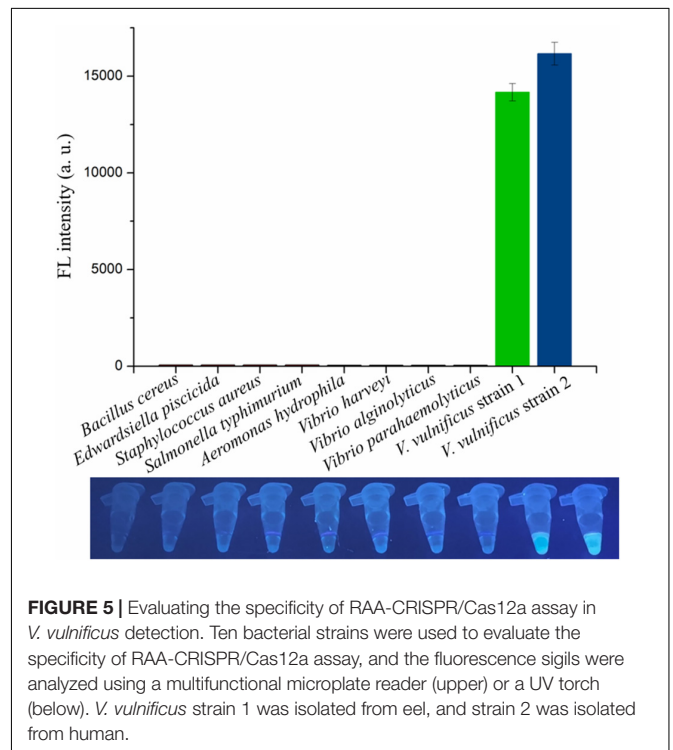 15000
10000
5000
0
FL intensity (a. u.)
Bacillus cereus
Edwardsiella piscicida
Staphylococcus aureus
Salmonella typhimurium
Aeromonas hydrophila
Vibrio harveyi
Vibrio alginolyticus
Vibrio parahaemolyticus
V. vulnificus strain 1
V. vulnificus strain 2
FIGURE 5 | Evaluating the specificity of RAA-CRISPR/Cas12a assay in
V. vulnificus detection. Ten bacterial strains were used to evaluate the
specificity of RAA-CRISPR/Cas12a assay, and the fluorescence sigils were
analyzed using a multifunctional microplate reader (upper) or a UV torch
(below). V. vulnificus strain 1 was isolated from eel, and strain 2 was isolated
from human.